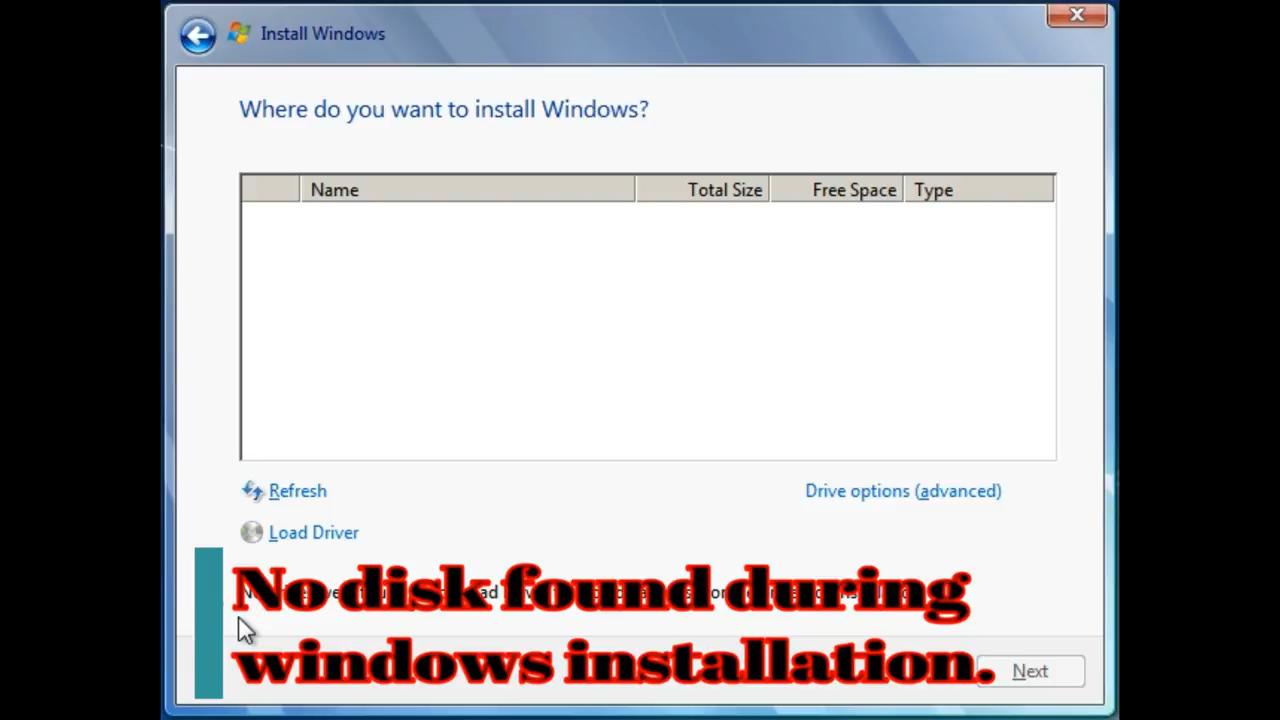 Install Windows
Where do you want to install Windows?
Name Total Size Free Space Type
Refresh Drive options (advanced)
Load Driver
No disk found during
windows installation.
Next